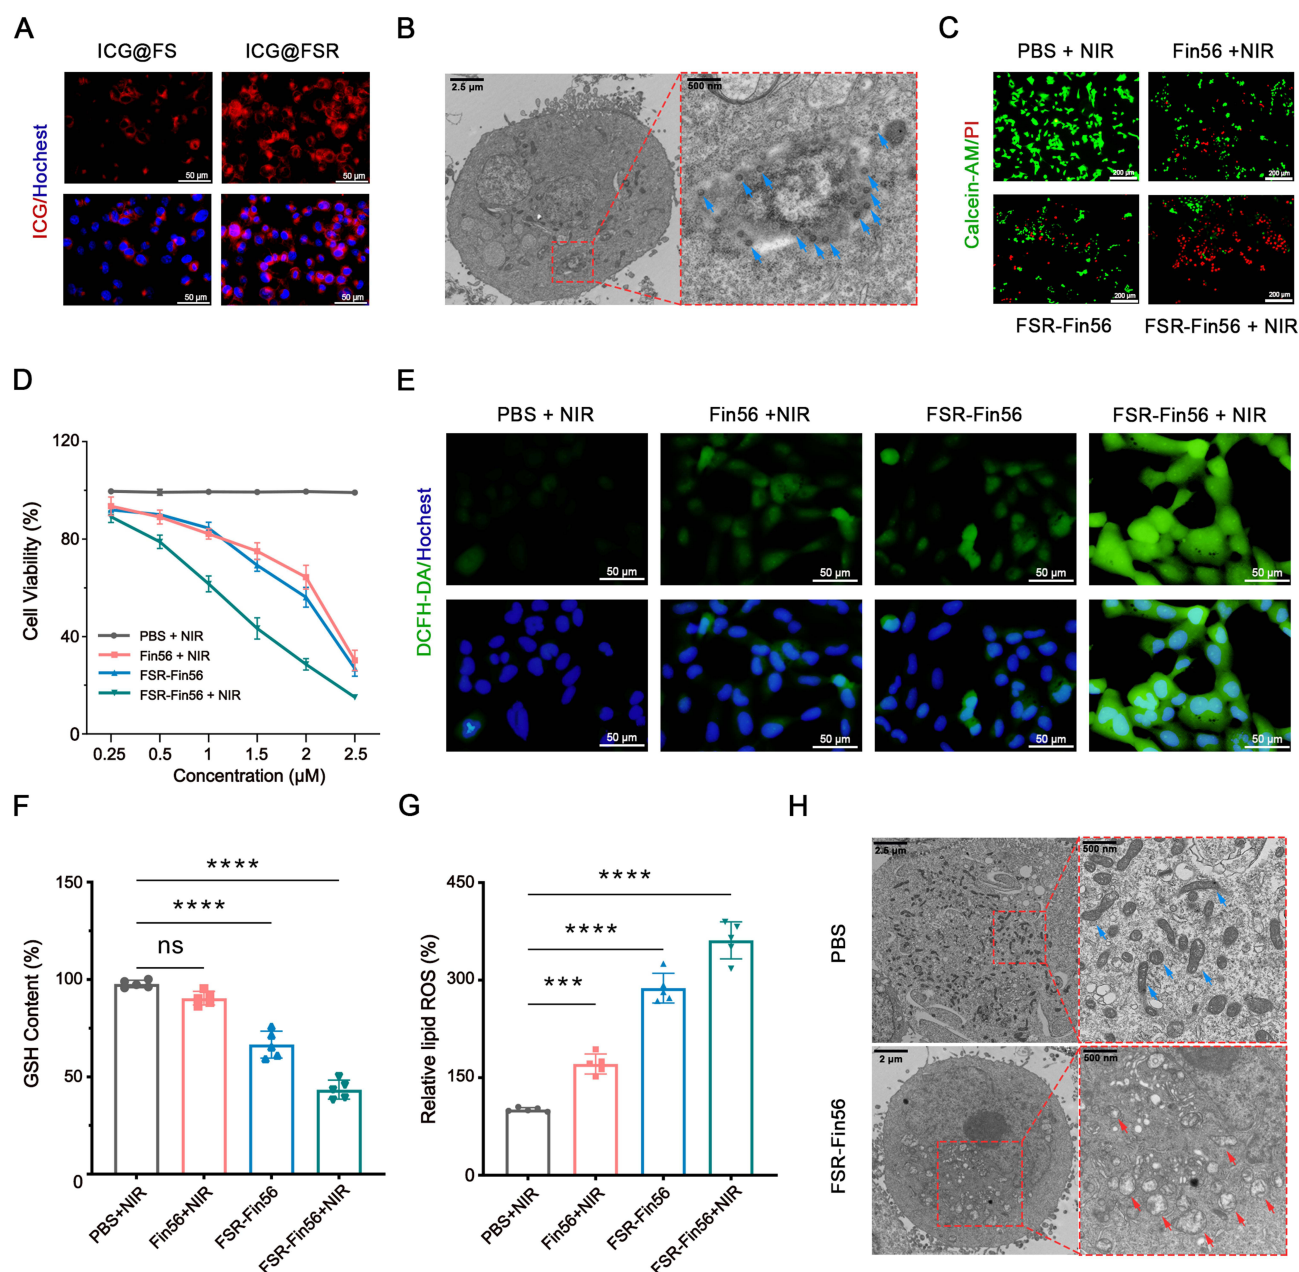 A
ICG@FS
ICG@FSR
ICG/Hochest
50 μm
50 μm
50 μm
50 μm
B
2.5 μm
500 nm
C
PBS + NIR
Fin56 +NIR
Calcein-AM/PI
200 μm
200 μm
200 μm
200 μm
FSR-Fin56
FSR-Fin56 + NIR
D
Cell Viability (%)
120
80
40
0
PBS + NIR
Fin56 + NIR
FSR-Fin56
FSR-Fin56 + NIR
0.25 0.5 1 1.5 2 2.5
Concentration (μM)
E
PBS + NIR
Fin56 +NIR
FSR-Fin56
FSR-Fin56 + NIR
DCFH-DA/Hochest
50 μm
50 μm
50 μm
50 μm
50 μm
50 μm
50 μm
50 μm
F
GSH Content (%)
150
100
50
0
****
****
ns
PBS+NIR
Fin56+NIR
FSR-Fin56
FSR-Fin56+NIR
G
Relative lipid ROS (%)
450
300
150
0
****
****
***
PBS+NIR
Fin56+NIR
FSR-Fin56
FSR-Fin56+NIR
H
PBS
2.5 μm
500 nm
FSR-Fin56
2 μm
500 nm